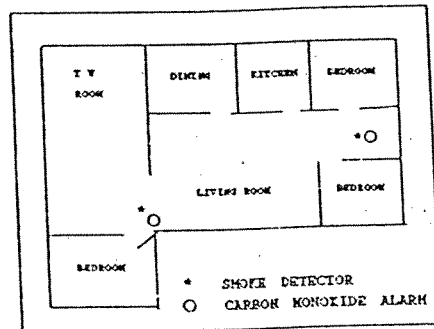 T V
ROOM
DINING
KITCHEN
BEDROOM
LIVING ROOM
BEDROOM
BEDROOM
* SMOKE DETECTOR
○ CARBON MONOXIDE ALARM